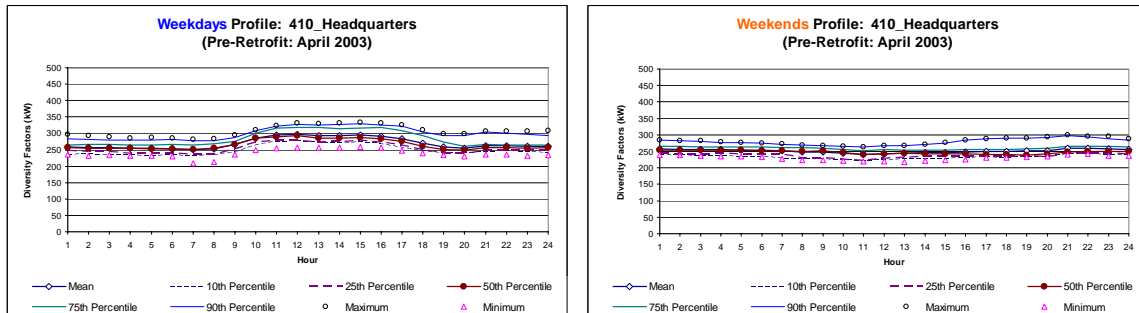 Weekdays Profile: 410_Headquarters
(Pre-Retrofit: April 2003)
Diversity Factors (kW)
500
450
400
350
300
250
200
150
100
50
0
1 2 3 4 5 6 7 8 9 10 11 12 13 14 15 16 17 18 19 20 21 22 23 24
Hour
Mean 10th Percentile 25th Percentile 50th Percentile
75th Percentile 90th Percentile Maximum Minimum
Weekends Profile: 410_Headquarters
(Pre-Retrofit: April 2003)
Diversity Factors (kW)
500
450
400
350
300
250
200
150
100
50
0
1 2 3 4 5 6 7 8 9 10 11 12 13 14 15 16 17 18 19 20 21 22 23 24
Hour
Mean 10th Percentile 25th Percentile 50th Percentile
75th Percentile 90th Percentile Maximum Minimum